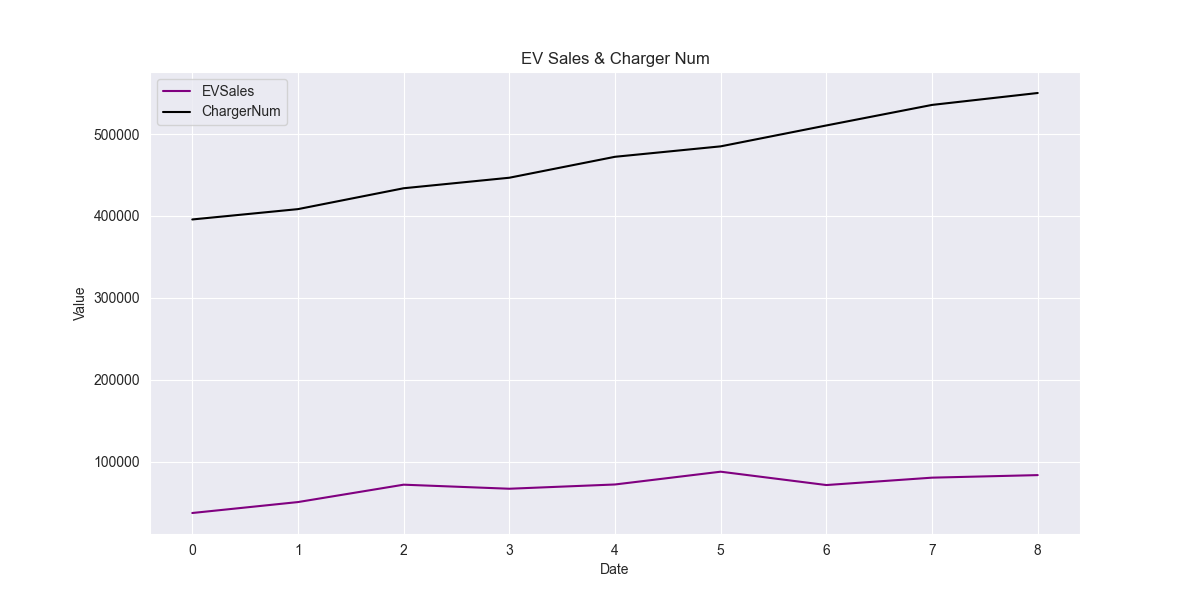 EV Sales & Charger Num
EVSales
ChargerNum
500000
400000
300000
200000
100000
Value
0 1 2 3 4 5 6 7 8
Date